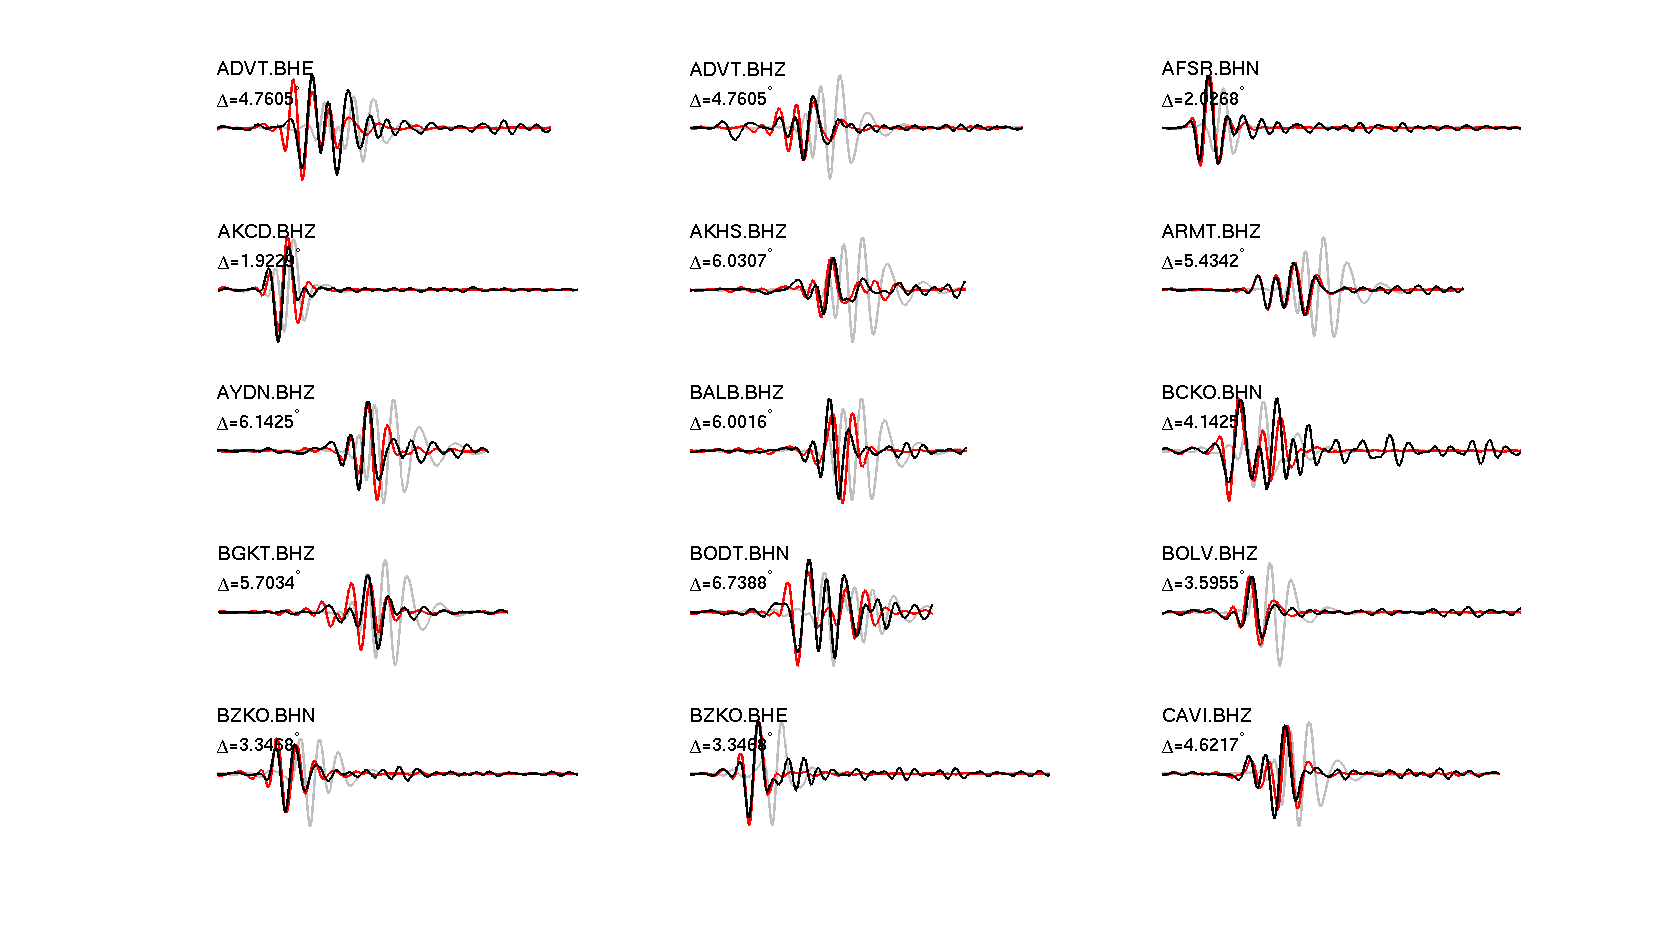 ADVT.BHE
Δ=4.7605°
ADVT.BHZ
Δ=4.7605°
AFSR.BHN
Δ=2.0268°
AKCD.BHZ
Δ=1.9229°
AKHS.BHZ
Δ=6.0307°
ARMT.BHZ
Δ=5.4342°
AYDN.BHZ
Δ=6.1425°
BALB.BHZ
Δ=6.0016°
BCKO.BHN
Δ=4.1425°
BGKT.BHZ
Δ=5.7034°
BODT.BHN
Δ=6.7388°
BOLV.BHZ
Δ=3.5955°
BZKO.BHN
Δ=3.3468°
BZKO.BHE
Δ=3.3468°
CAVI.BHZ
Δ=4.6217°